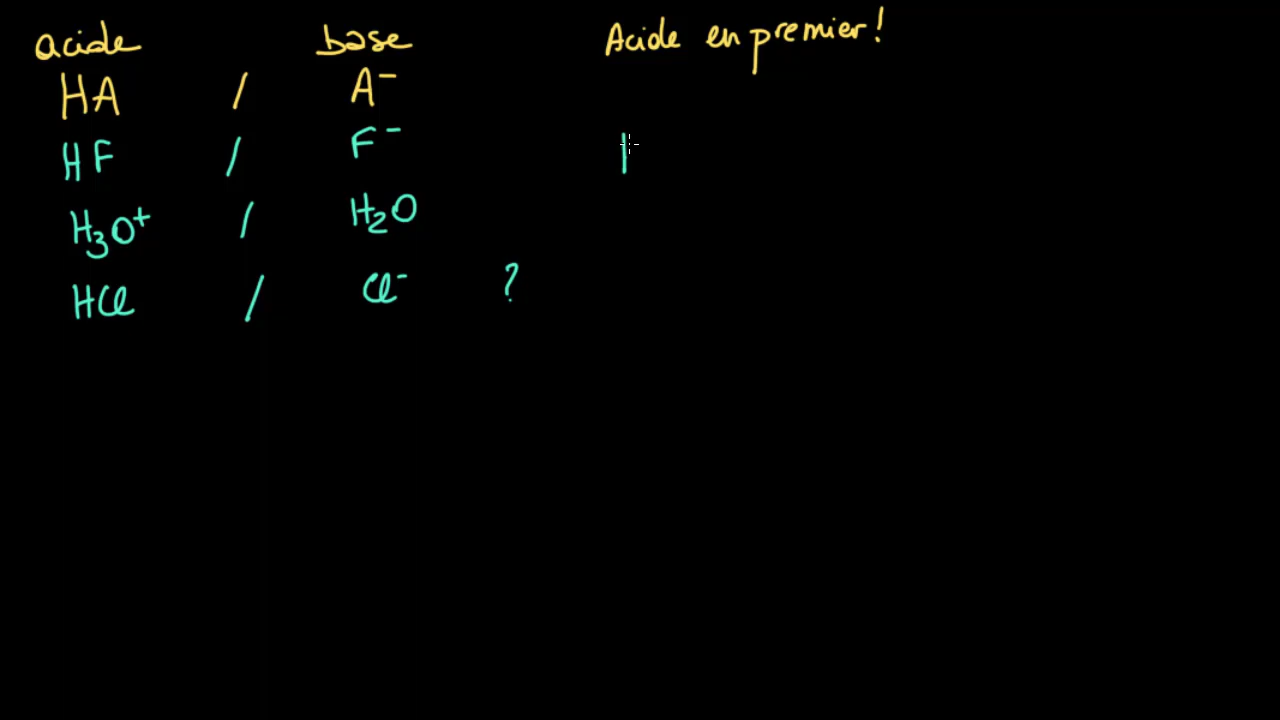 acide base Acide en premier!
HA / A⁻
HF / F⁻
H₃O⁺ / H₂O
HCl / Cl⁻ ?